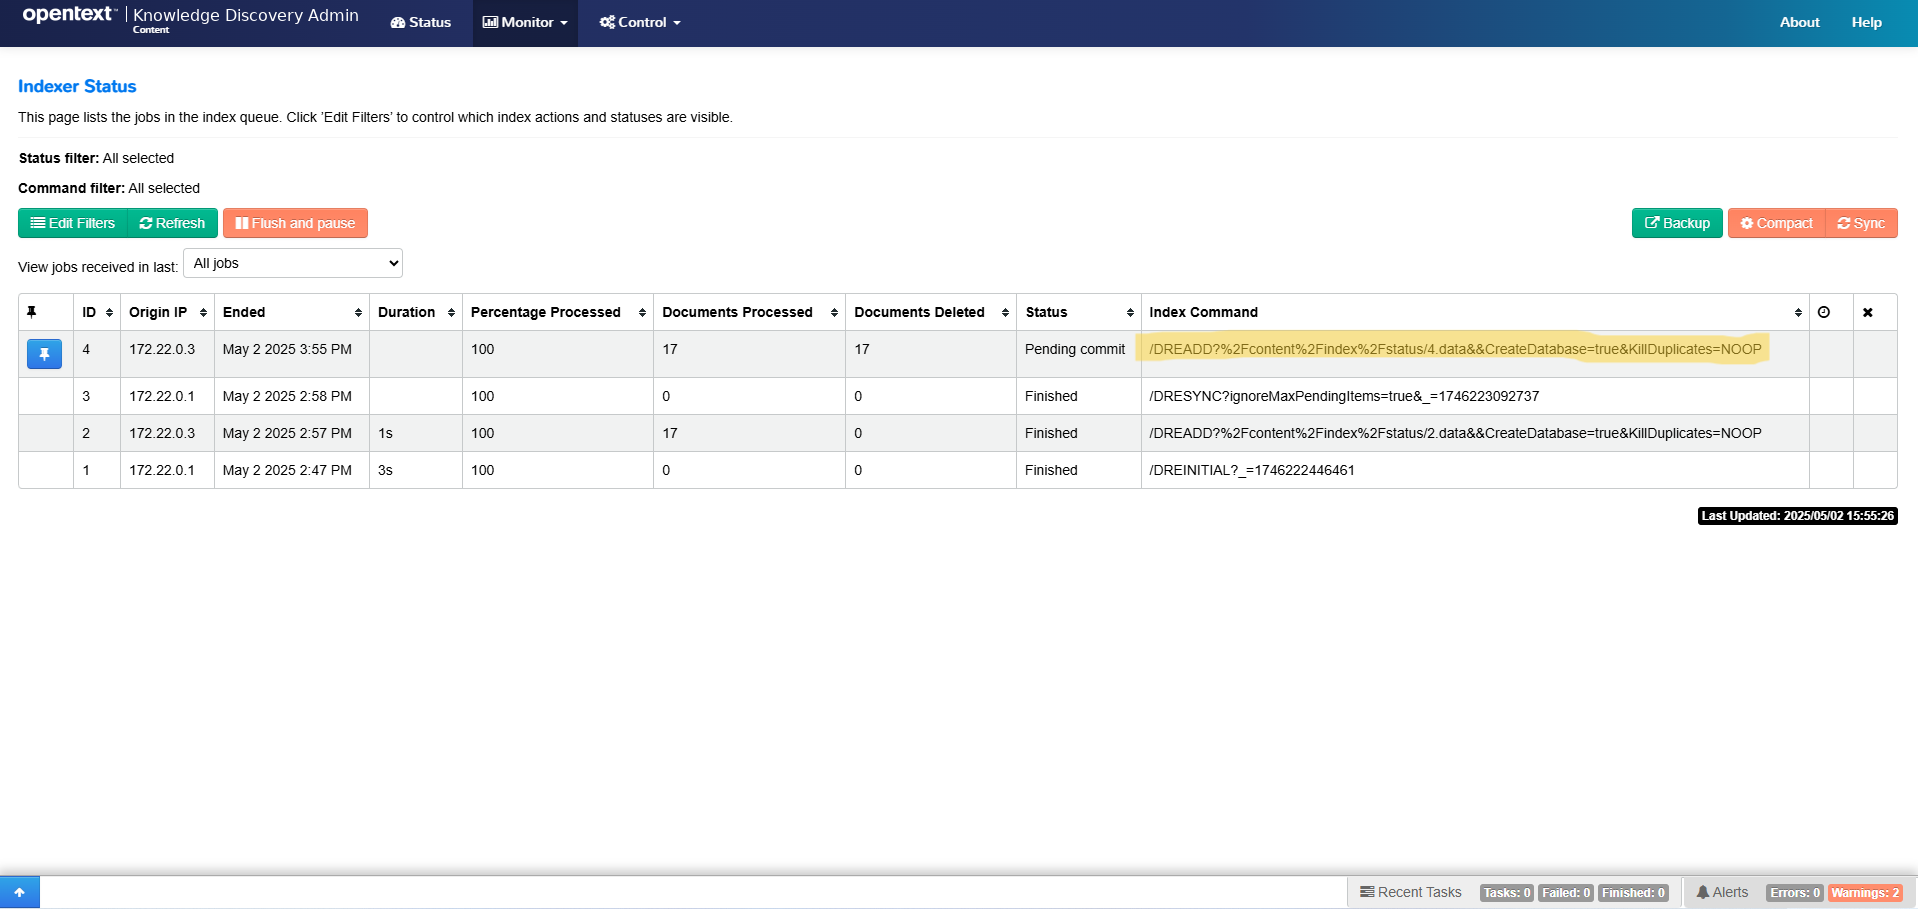 opentext™ | Knowledge Discovery Admin Status Monitor Control About Help
Content
Indexer Status
This page lists the jobs in the index queue. Click 'Edit Filters' to control which index actions and statuses are visible.
Status filter: All selected
Command filter: All selected
Edit Filters Refresh Flush and pause Backup Compact Sync
View jobs received in last: All jobs
ID Origin IP Ended Duration Percentage Processed Documents Processed Documents Deleted Status Index Command
4 172.22.0.3 May 2 2025 3:55 PM 100 17 17 Pending commit /DREADD?%2Fcontent%2Findex%2Fstatus/4.data&&CreateDatabase=true&KillDuplicates=NOOP
3 172.22.0.1 May 2 2025 2:58 PM 100 0 0 Finished /DRESYNC?ignoreMaxPendingItems=true&_=1746223092737
2 172.22.0.3 May 2 2025 2:57 PM 1s 100 17 0 Finished /DREADD?%2Fcontent%2Findex%2Fstatus/2.data&&CreateDatabase=true&KillDuplicates=NOOP
1 172.22.0.1 May 2 2025 2:47 PM 3s 100 0 0 Finished /DREINITIAL?_=1746222446461
Last Updated: 2025/05/02 15:55:26
Recent Tasks Tasks: 0 Failed: 0 Finished: 0 Alerts Errors: 0 Warnings: 2